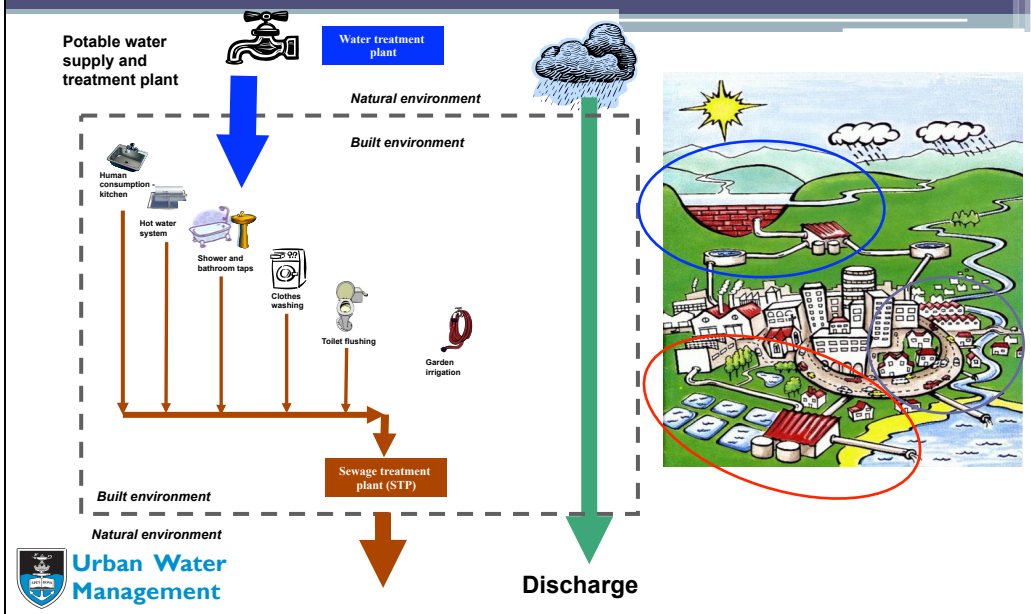 Potable water
supply and
treatment plant
Water treatment
plant
Natural environment
Built environment
Human
consumption -
kitchen
Hot water
system
Shower and
bathroom taps
Clothes
washing
Toilet flushing
Garden
irrigation
Sewage treatment
plant (STP)
Built environment
Natural environment
Urban Water
Management
Discharge